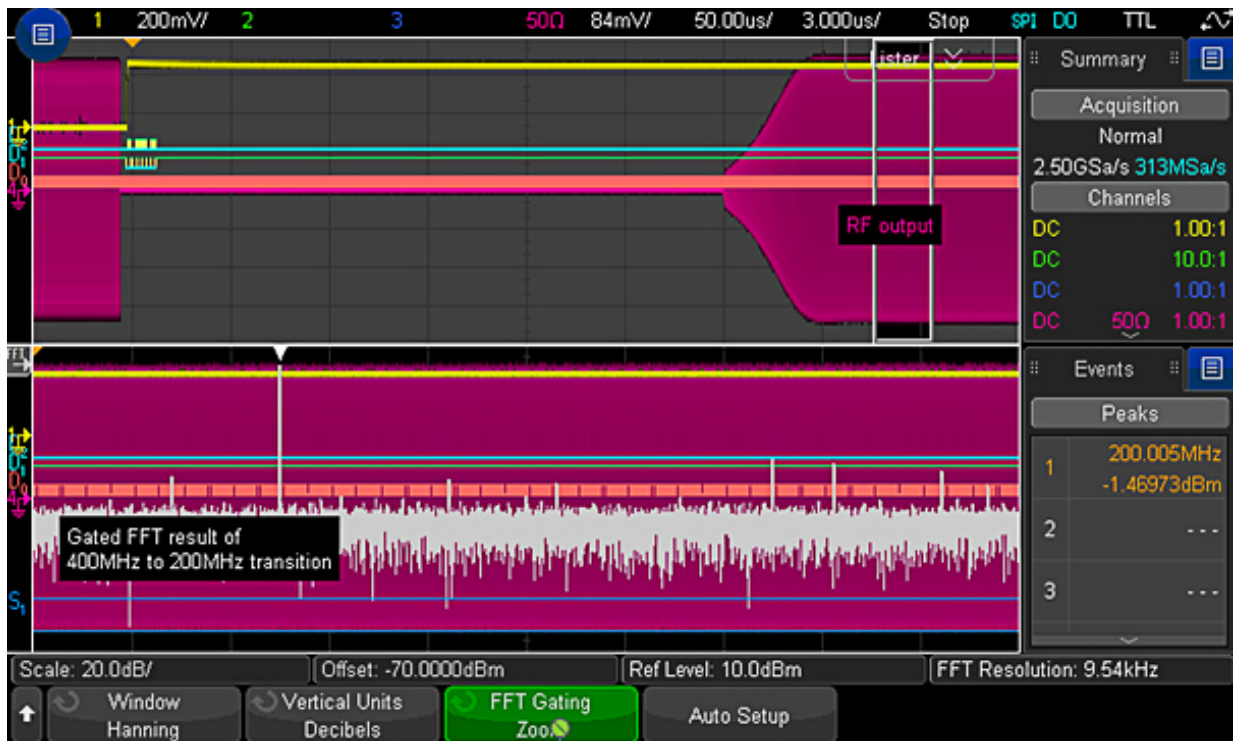 1 200mV/ 2 3 50Ω 84mV/ 50.00us/ 3.000us/ Stop SPI D0 TTL
Lister
RF output
Gated FFT result of
400MHz to 200MHz transition
S1
Summary
Acquisition
Normal
2.50GSa/s 313MSa/s
Channels
DC 1.00:1
DC 10.0:1
DC 1.00:1
DC 50Ω 1.00:1
Events
Peaks
1 200.005MHz
-1.46973dBm
2 ---
3 ---
Scale: 20.0dB/ Offset: -70.0000dBm Ref Level: 10.0dBm FFT Resolution: 9.54kHz
Window
Hanning
Vertical Units
Decibels
FFT Gating
Zoom
Auto Setup